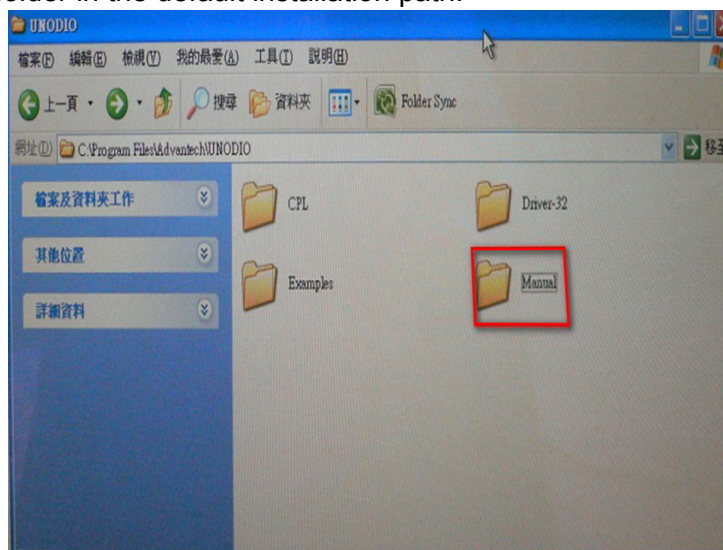 older in the default installation path.
UNODIO
檔案(F) 編輯(E) 檢視(V) 我的最愛(A) 工具(T) 說明(H)
上一頁 搜尋 資料夾 Folder Sync
網址(D) C:\Program Files\Advantech\UNODIO 移至
檔案及資料夾工作
其他位置
詳細資料
CPL Driver-32
Examples Manual